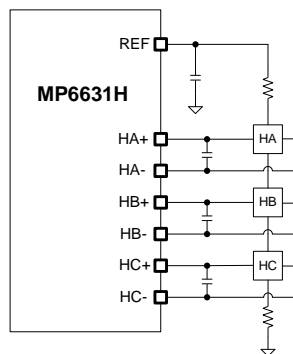 REF
MP6631H
HA+ HA
HA-
HB+ HB
HB-
HC+ HC
HC-